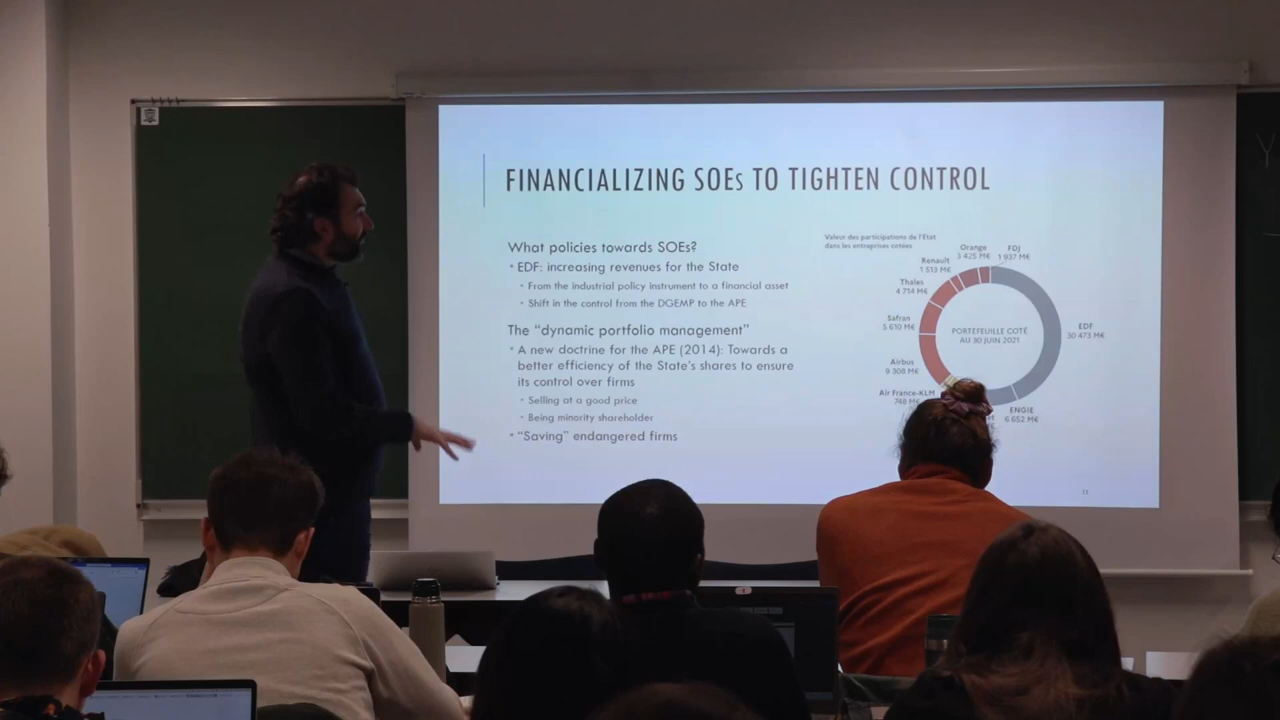 FINANCIALIZING SOEs TO TIGHTEN CONTROL
What policies towards SOEs?
• EDF: increasing revenues for the State
• From the industrial policy instrument to a financial asset
• Shift in the control from the DGEMP to the APE
The “dynamic portfolio management”
• A new doctrine for the APE (2014): Towards a
better efficiency of the State’s shares to ensure
its control over firms
• Selling at a good price
• Being minority shareholder
• “Saving” endangered firms
Valeur des participations de l’État
dans les entreprises cotées
Orange
3 425 M€
FDJ
1 937 M€
Renault
1 513 M€
Thales
4 714 M€
Safran
5 610 M€
Airbus
9 308 M€
Air France-KLM
748 M€
EDF
30 473 M€
ENGIE
6 652 M€
PORTEFEUILLE COTÉ
AU 30 JUIN 2021